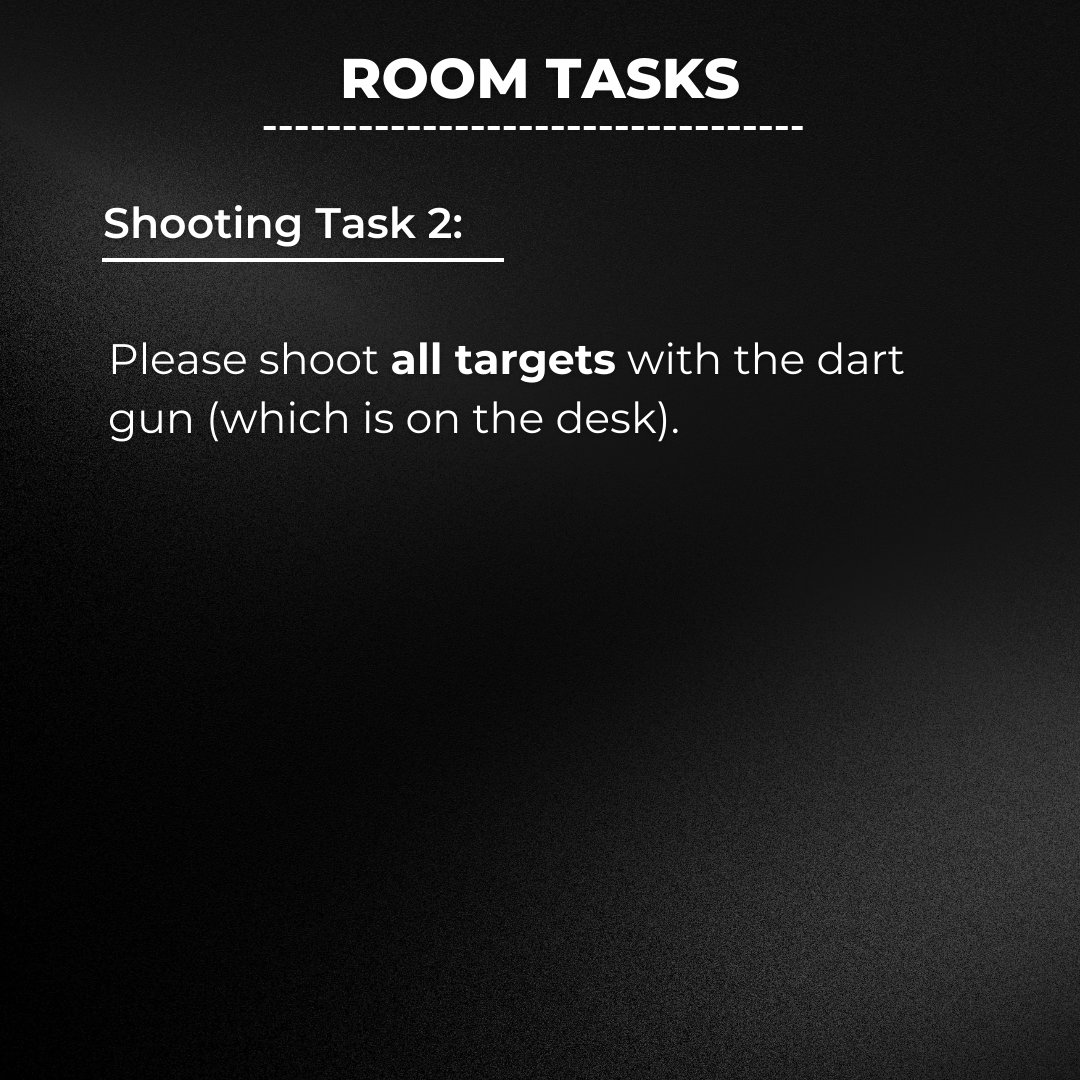 ROOM TASKS
----------------------------------
Shooting Task 2:
Please shoot all targets with the dart
gun (which is on the desk).